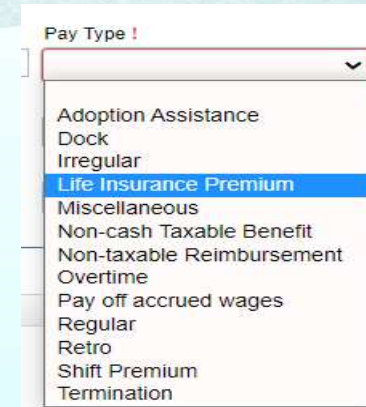 Pay Type !
Adoption Assistance
Dock
Irregular
Life Insurance Premium
Miscellaneous
Non-cash Taxable Benefit
Non-taxable Reimbursement
Overtime
Pay off accrued wages
Regular
Retro
Shift Premium
Termination